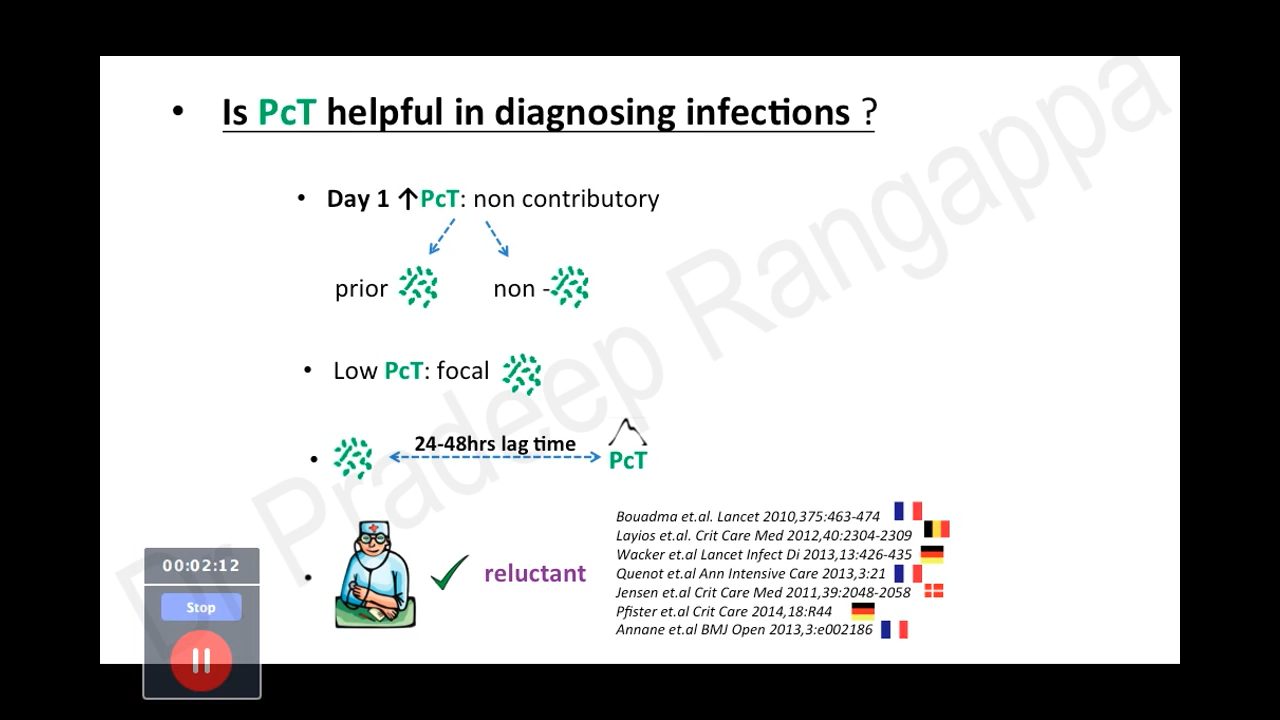 • Is PcT helpful in diagnosing infections ?
• Day 1 ↑PcT: non contributory
prior non -
• Low PcT: focal
• 24-48hrs lag time
PcT
• reluctant
Bouadma et.al. Lancet 2010,375:463-474
Layios et.al. Crit Care Med 2012,40:2304-2309
Wacker et.al Lancet Infect Di 2013,13:426-435
Quenot et.al Ann Intensive Care 2013,3:21
Jensen et.al Crit Care Med 2011,39:2048-2058
Pfister et.al Crit Care 2014,18:R44
Annane et.al BMJ Open 2013,3:e002186
Dr Pradeep Rangappa
00:02:12
Stop